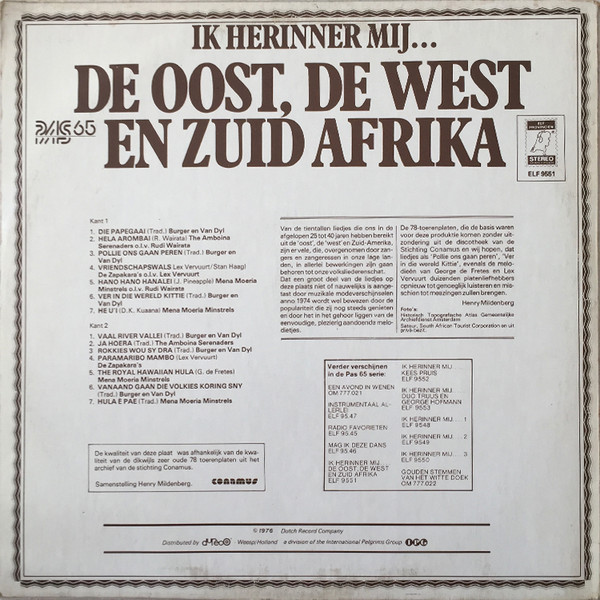 IK HERINNER MIJ...
DE OOST, DE WEST
EN ZUID AFRIKA
PAS 65
ELF PROVINCIEN
STEREO
ELF 9551
Kant 1
1. DIE PAPEGAAI (Trad.) Burger en Van Dyl
2. HELA AROMBAI (R. Wairata) The Amboina
Serenaders o.l.v. Rudi Wairata
3. POLLIE ONS GAAN PEREN (Trad.) Burger en
Van Dyl
4. VRIENDSCHAPSWALS Lex Vervuurt/Stan Haag)
De Zapakara's o.l.v. Lex Vervuurt
5. HANO HANO HANALEI (J. Pineapple) Mena
Moeria Minstrels o.l.v. Rudi Wairata
6. VER IN DIE WERELD KITTIE (Trad.) Burger en
Van Dyl
7. HE U'I (D.K. Kuaana) Mena Moeria Minstrels
Kant 2
1. VAAL RIVER VALLEI (Trad.) Burger en Van Dyl
2. JA HOERA (Trad.) The Amboina Serenaders
3 ROKKIES WOU SY DRA (Trad.) Burger en Van Dyl
4. PARAMARIBO MAMBO (Lex Vervuurt)
De Zapakara's
5. THE ROYAL HAWAIIAN HULA (G. de Fretes)
Mena Moeria Minstrels
6. VANAAND GAAN DIE VOLKIES KORING SNY
(Trad.) Burger en Van Dyl
7. HULA E PAE (Trad.) Mena Moeria Minstrels
Van de tientallen liedjes die ons in de
afgelopen 25 tot 40 jaren hebben bereikt
uit de 'oost', de 'west' en Zuid-Amerika,
zijn er vele, die, overgenomen door zan-
gers en zangeressen in onze lage lan-
den, in allerlei bewerkingen zijn gaan
behoren tot onze volksliederenschat.
Dat een groot deel van die liedjes op
deze plaats niet of nauwelijks is aange-
tast door muzikale modeverschijnselen
anno 1974 wordt wel bewezen door de
populariteit die zij nog steeds genieten
en door het in het gehoor liggen van de
eenvoudige, plezierig aandoende melo-
dietjes.
De 78-toerenplaten, die de basis waren
voor deze produktie komen zonder uit-
zondering uit de discotheek van de
Stichting Conamus en wij hopen, dat
liedjes als 'Pollie ons gaan peren', 'Ver
in die wereld Kittie', evenals de melo-
dieën van George de Fretes en Lex
Vervuurt duizenden platenliefhebbers
opnieuw tot genoeglijk luisteren en mis-
schien tot meezingen zullen brengen.
Henry Mildenberg
Foto's:
Historisch Topografische Atlas Gemeentelijke
Archiefdienst Amsterdam
Satour, South African Tourist Corporation en uit
privé-bezit.
Verder verschijnen
in de Pas 65 serie:
EEN AVOND IN WENEN
OM 777.021
INSTRUMENTAAL AL-
LERLEI
ELF 95.47
RADIO FAVORIETEN
ELF 95.45
MAG IK DEZE DANS
ELF 95.46
IK HERINNER MIJ...
DE OOST, DE WEST
EN ZUID AFRIKA
ELF 9551
IK HERINNER MIJ...
KEES PRUIS
ELF 9552
IK HERINNER MIJ...
DUO TRUIJS EN
GEORGE HOFMANN
ELF 9553
IK HERINNER MIJ.... 1
ELF 9548
IK HERINNER MIJ.... 2
ELF 9549
IK HERINNER MIJ.... 3
ELF 9550
GOUDEN STEMMEN
VAN HET WITTE DOEK
OM 777.022
De kwaliteit van deze plaat was afhankelijk van de kwa-
liteit van de dikwijls zeer oude 78 toerenplaten uit het
archief van de stichting Conamus.
Samenstelling Henry Mildenberg.
CONAMUS
© 1976 Dutch Record Company
Distributed by dureco - Weesp/Holland a division of the International Pelgrims Group IPG